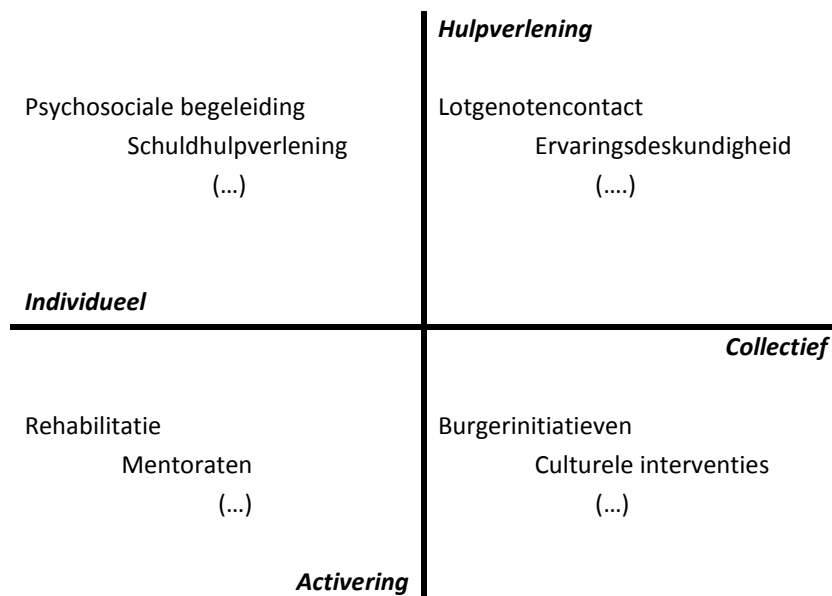 Hulpverlening
Psychosociale begeleiding
Schuldhulpverlening
(...)
Lotgenotencontact
Ervaringsdeskundigheid
(....)
Individueel
Collectief
Rehabilitatie
Mentoraten
(...)
Burgerinitiatieven
Culturele interventies
(...)
Activering